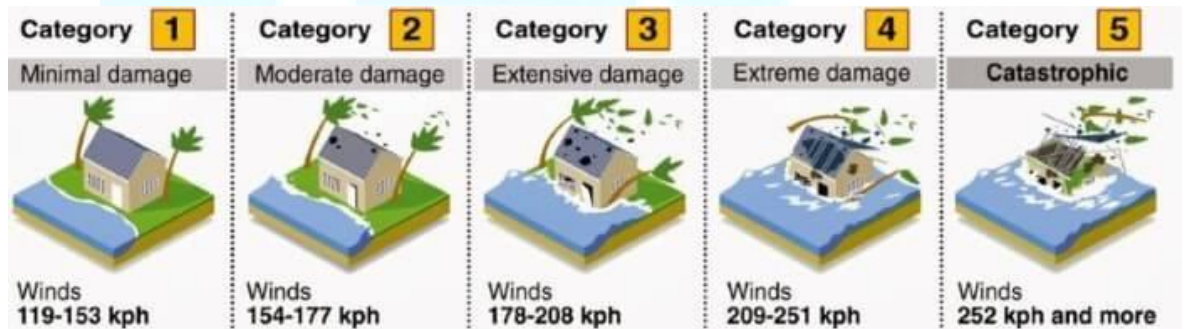 Category 1
Minimal damage
Winds
119-153 kph
Category 2
Moderate damage
Winds
154-177 kph
Category 3
Extensive damage
Winds
178-208 kph
Category 4
Extreme damage
Winds
209-251 kph
Category 5
Catastrophic
Winds
252 kph and more